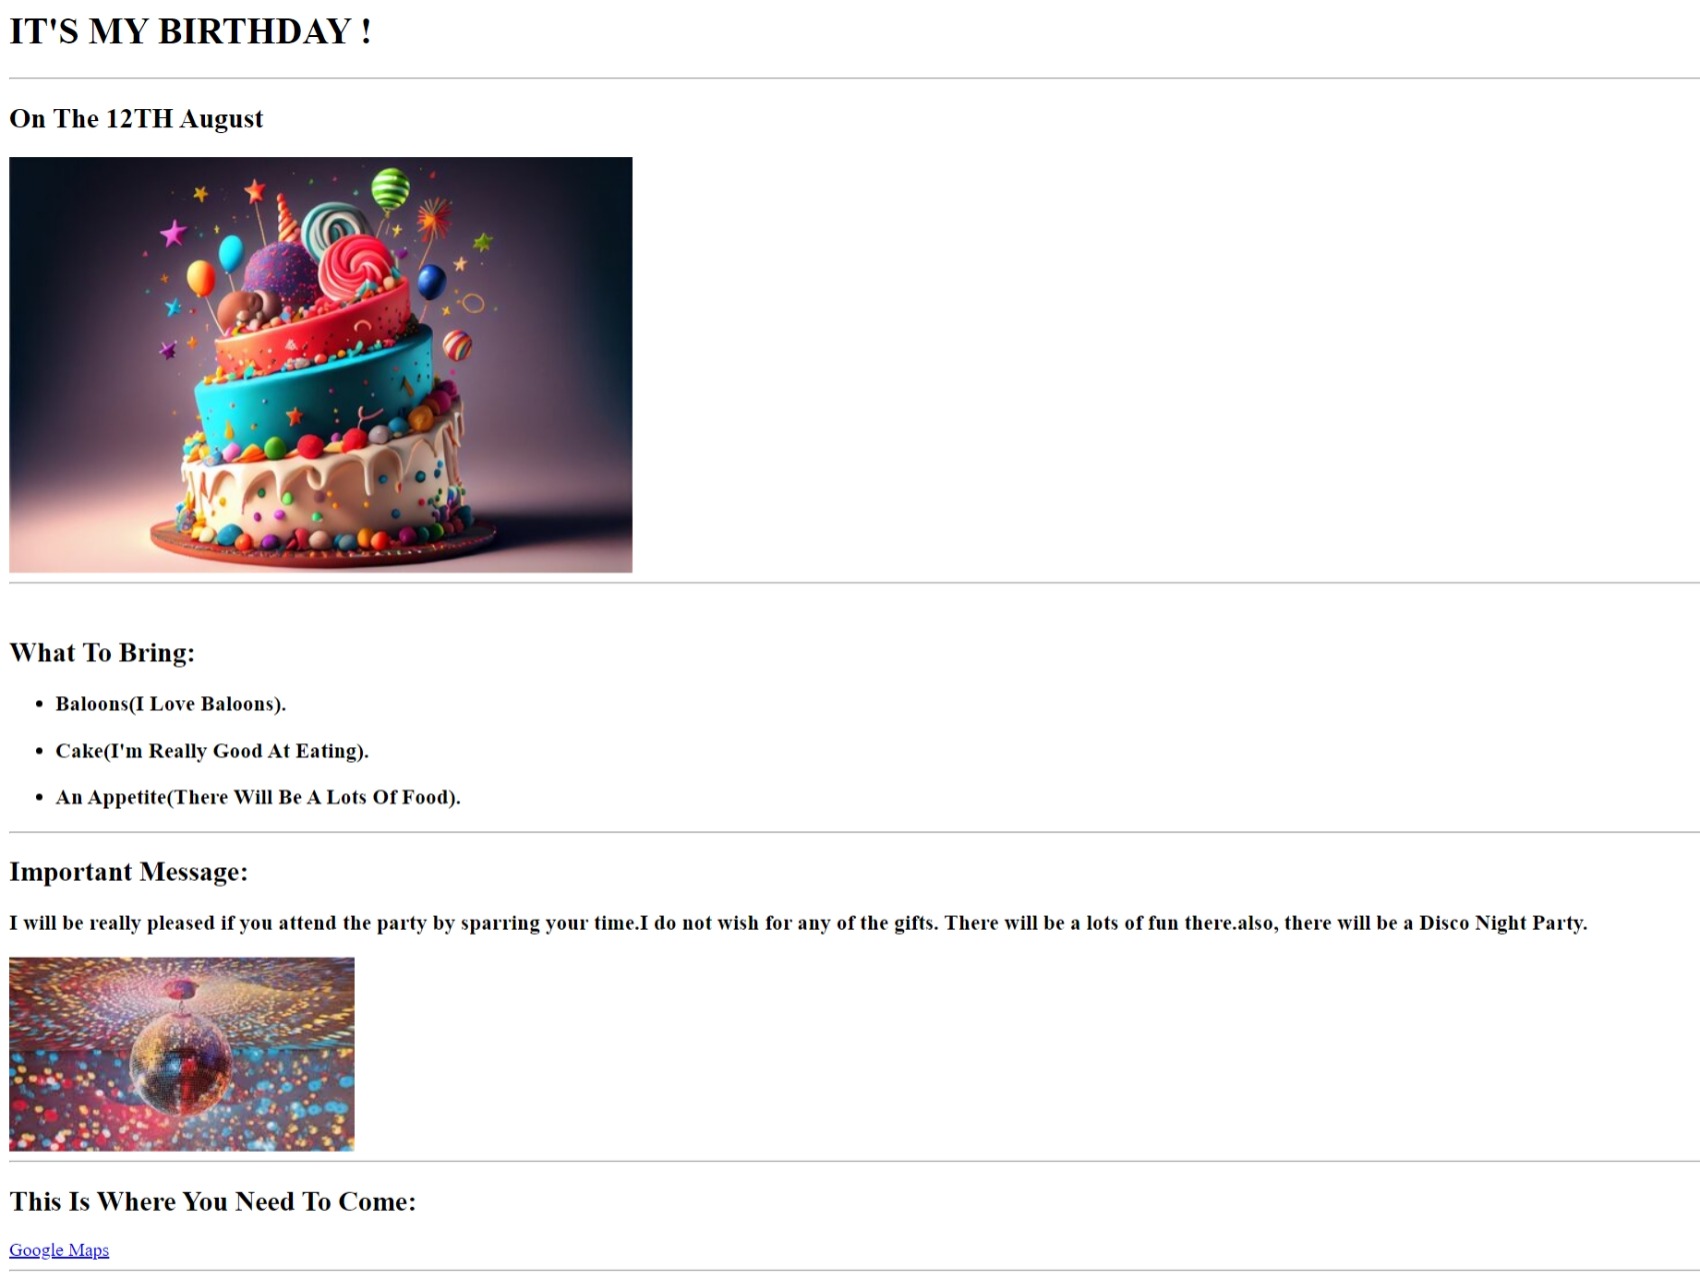 IT'S MY BIRTHDAY !
On The 12TH August
What To Bring:
Baloons(I Love Baloons).
Cake(I'm Really Good At Eating).
An Appetite(There Will Be A Lots Of Food).
Important Message:
I will be really pleased if you attend the party by sparring your time.I do not wish for any of the gifts. There will be a lots of fun there.also, there will be a Disco Night Party.
This Is Where You Need To Come:
Google Maps